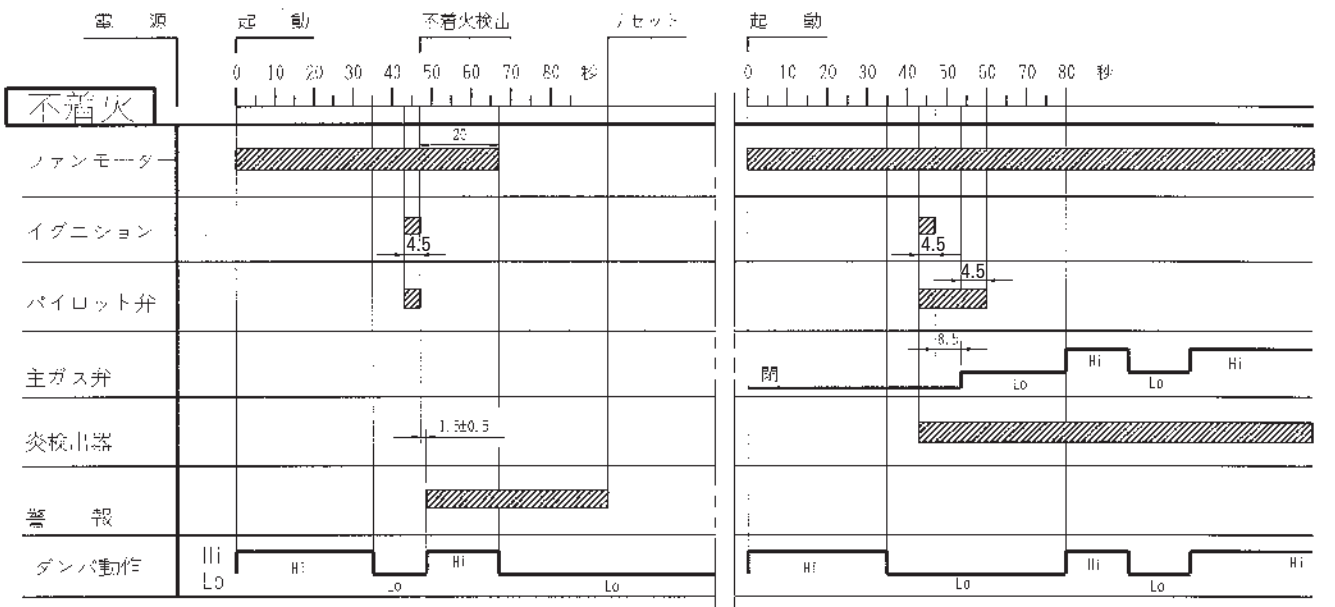 電 源 起 動 不着火検出 リセット 起 動
0 10 20 30 40 50 60 70 80 秒 0 10 20 30 40 50 60 70 80 秒
不着火
20
ファンモーター
イグニション
4.5 4.5
4.5
パイロット弁
8.5
主ガス弁 閉 Lo Hi Lo Hi
炎検出器 1.5±0.5
警 報
ダンパ動作 Hi Lo Hi Lo Hi Lo Hi Lo Hi Lo Hi